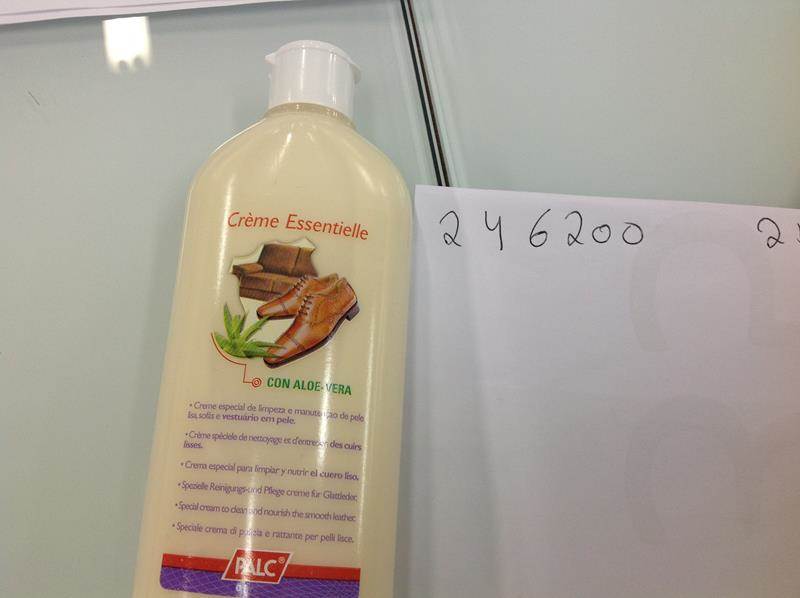 Crème Essentielle
CON ALOE-VERA
• Creme especial de limpeza e manutenção de pele
lisa, sofás e vestuário em pele.
• Crème spéciele de nettoyage et d'entretien des cuirs
lisses.
• Crema especial para limpiar y nutrir el cuero liso.
• Spezielle Reinigungs-und Pflege creme für Glattleder.
• Special cream to clean and nourish the smooth leather.
• Speciale crema di pulizia e rattante per pelli lisce.
PALC®
246200
2